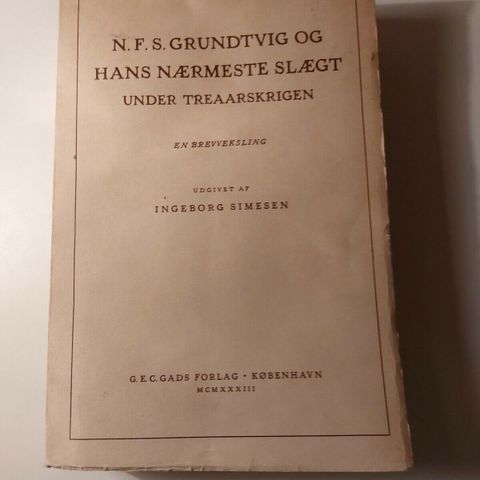 N. F. S. GRUNDTVIG OG
HANS NÆRMESTE SLÆGT
UNDER TREAARSKRIGEN
EN BREVVEKSLING
UDGIVET AF
INGEBORG SIMESEN
G. E. C. GADS FORLAG · KØBENHAVN
MCMXXXIII